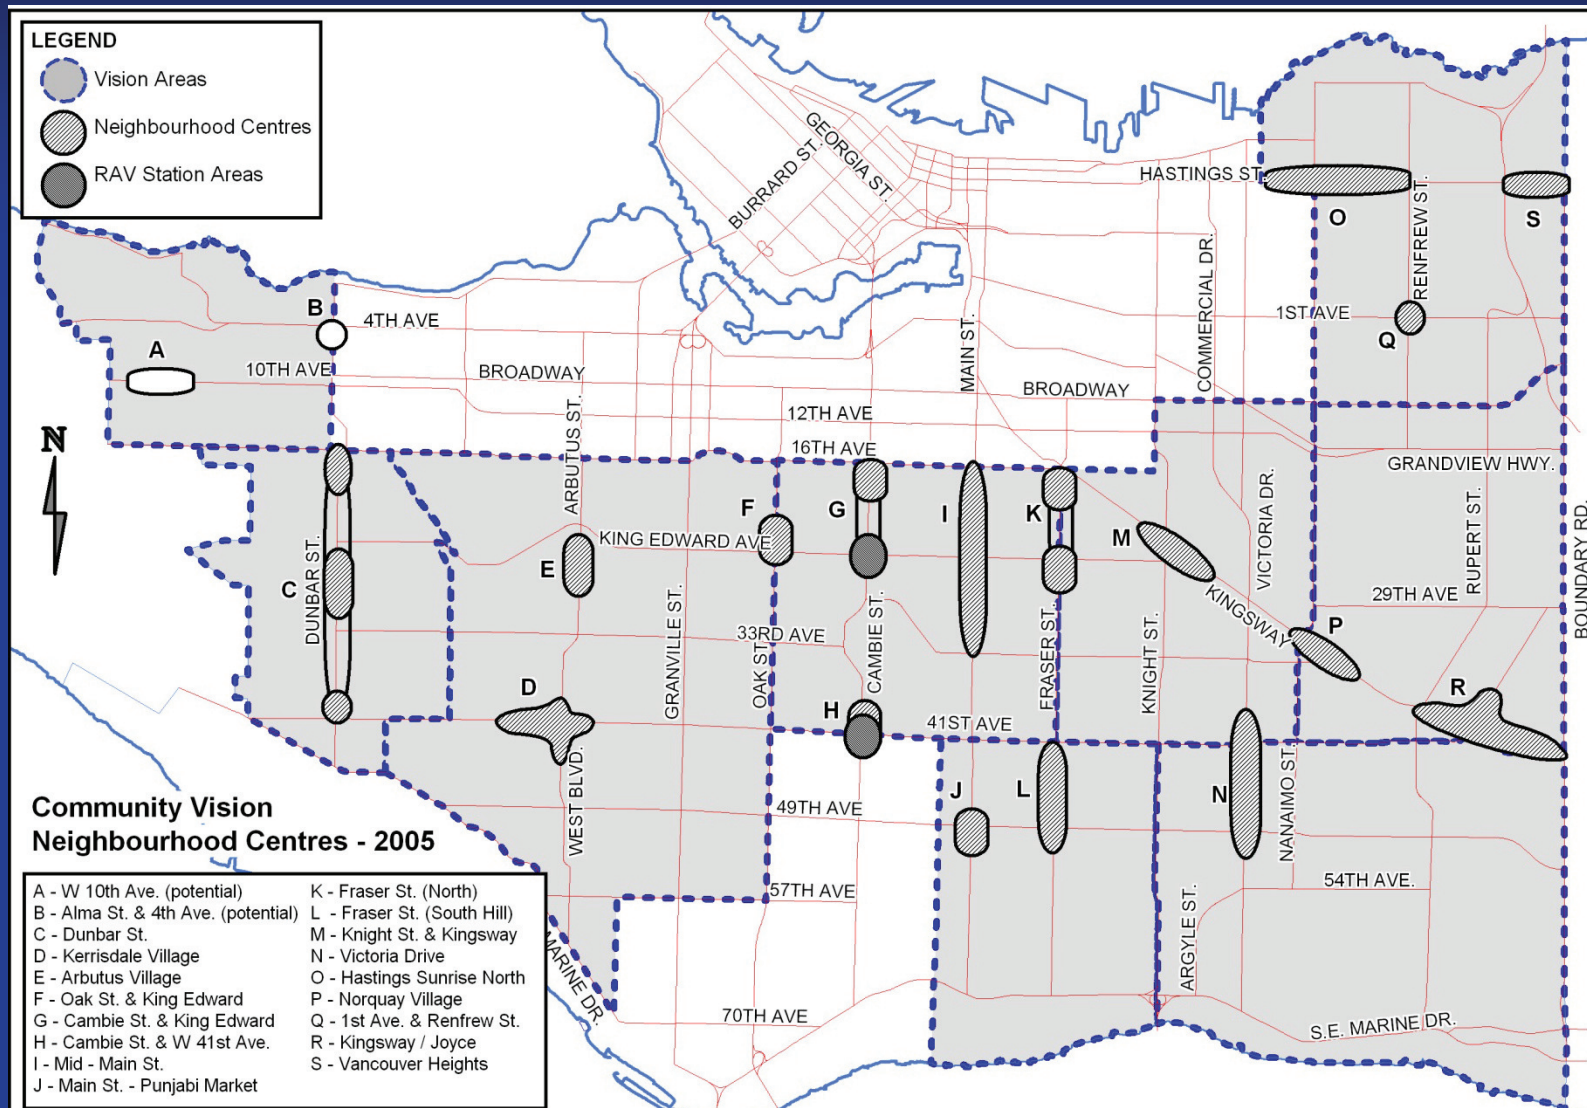 LEGEND
Vision Areas
Neighbourhood Centres
RAV Station Areas
GEORGIA ST.
BURRARD ST.
HASTINGS ST.
O
S
RENFREW ST.
COMMERCIAL DR.
MAIN ST.
B
4TH AVE
1ST AVE
Q
A
10TH AVE
BROADWAY
BROADWAY
12TH AVE
16TH AVE
ARBUTUS ST.
N
GRANDVIEW HWY.
F
G
I
K
M
KING EDWARD AVE
VICTORIA DR.
RUPERT ST.
BOUNDARY RD.
E
C
DUNBAR ST.
29TH AVE
KINGSWAY
P
33RD AVE
GRANVILLE ST.
OAK ST.
CAMBIE ST.
FRASER ST.
KNIGHT ST.
D
H
41ST AVE
R
WEST BLVD.
49TH AVE
J
L
N
NANAIMO ST.
57TH AVE
54TH AVE.
ARGYLE ST.
MARINE DR.
70TH AVE
S.E. MARINE DR.
Community Vision
Neighbourhood Centres - 2005
A - W 10th Ave. (potential)
B - Alma St. & 4th Ave. (potential)
C - Dunbar St.
D - Kerrisdale Village
E - Arbutus Village
F - Oak St. & King Edward
G - Cambie St. & King Edward
H - Cambie St. & W 41st Ave.
I - Mid - Main St.
J - Main St. - Punjabi Market
K - Fraser St. (North)
L - Fraser St. (South Hill)
M - Knight St. & Kingsway
N - Victoria Drive
O - Hastings Sunrise North
P - Norquay Village
Q - 1st Ave. & Renfrew St.
R - Kingsway / Joyce
S - Vancouver Heights